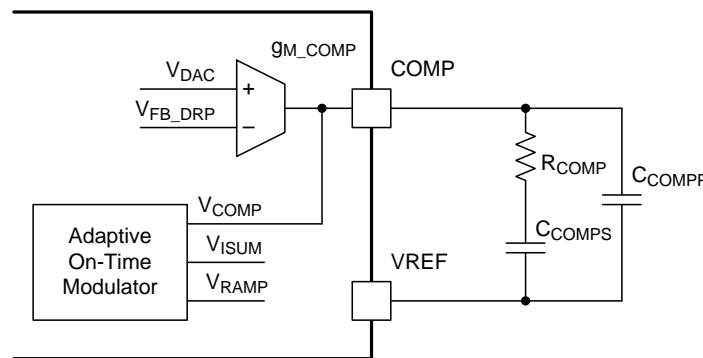 gM_COMP
COMP
VDAC
+
VFB_DRP
−
RCOMP
CCOMPP
VCOMP
CCOMPS
Adaptive
On-Time
Modulator
VISUM
VREF
VRAMP